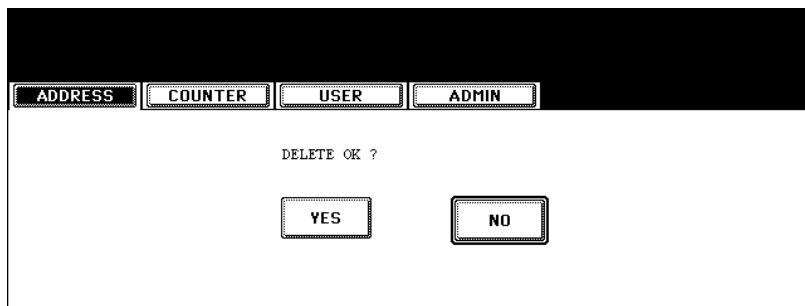 ADDRESS COUNTER USER ADMIN
DELETE OK ?
YES NO